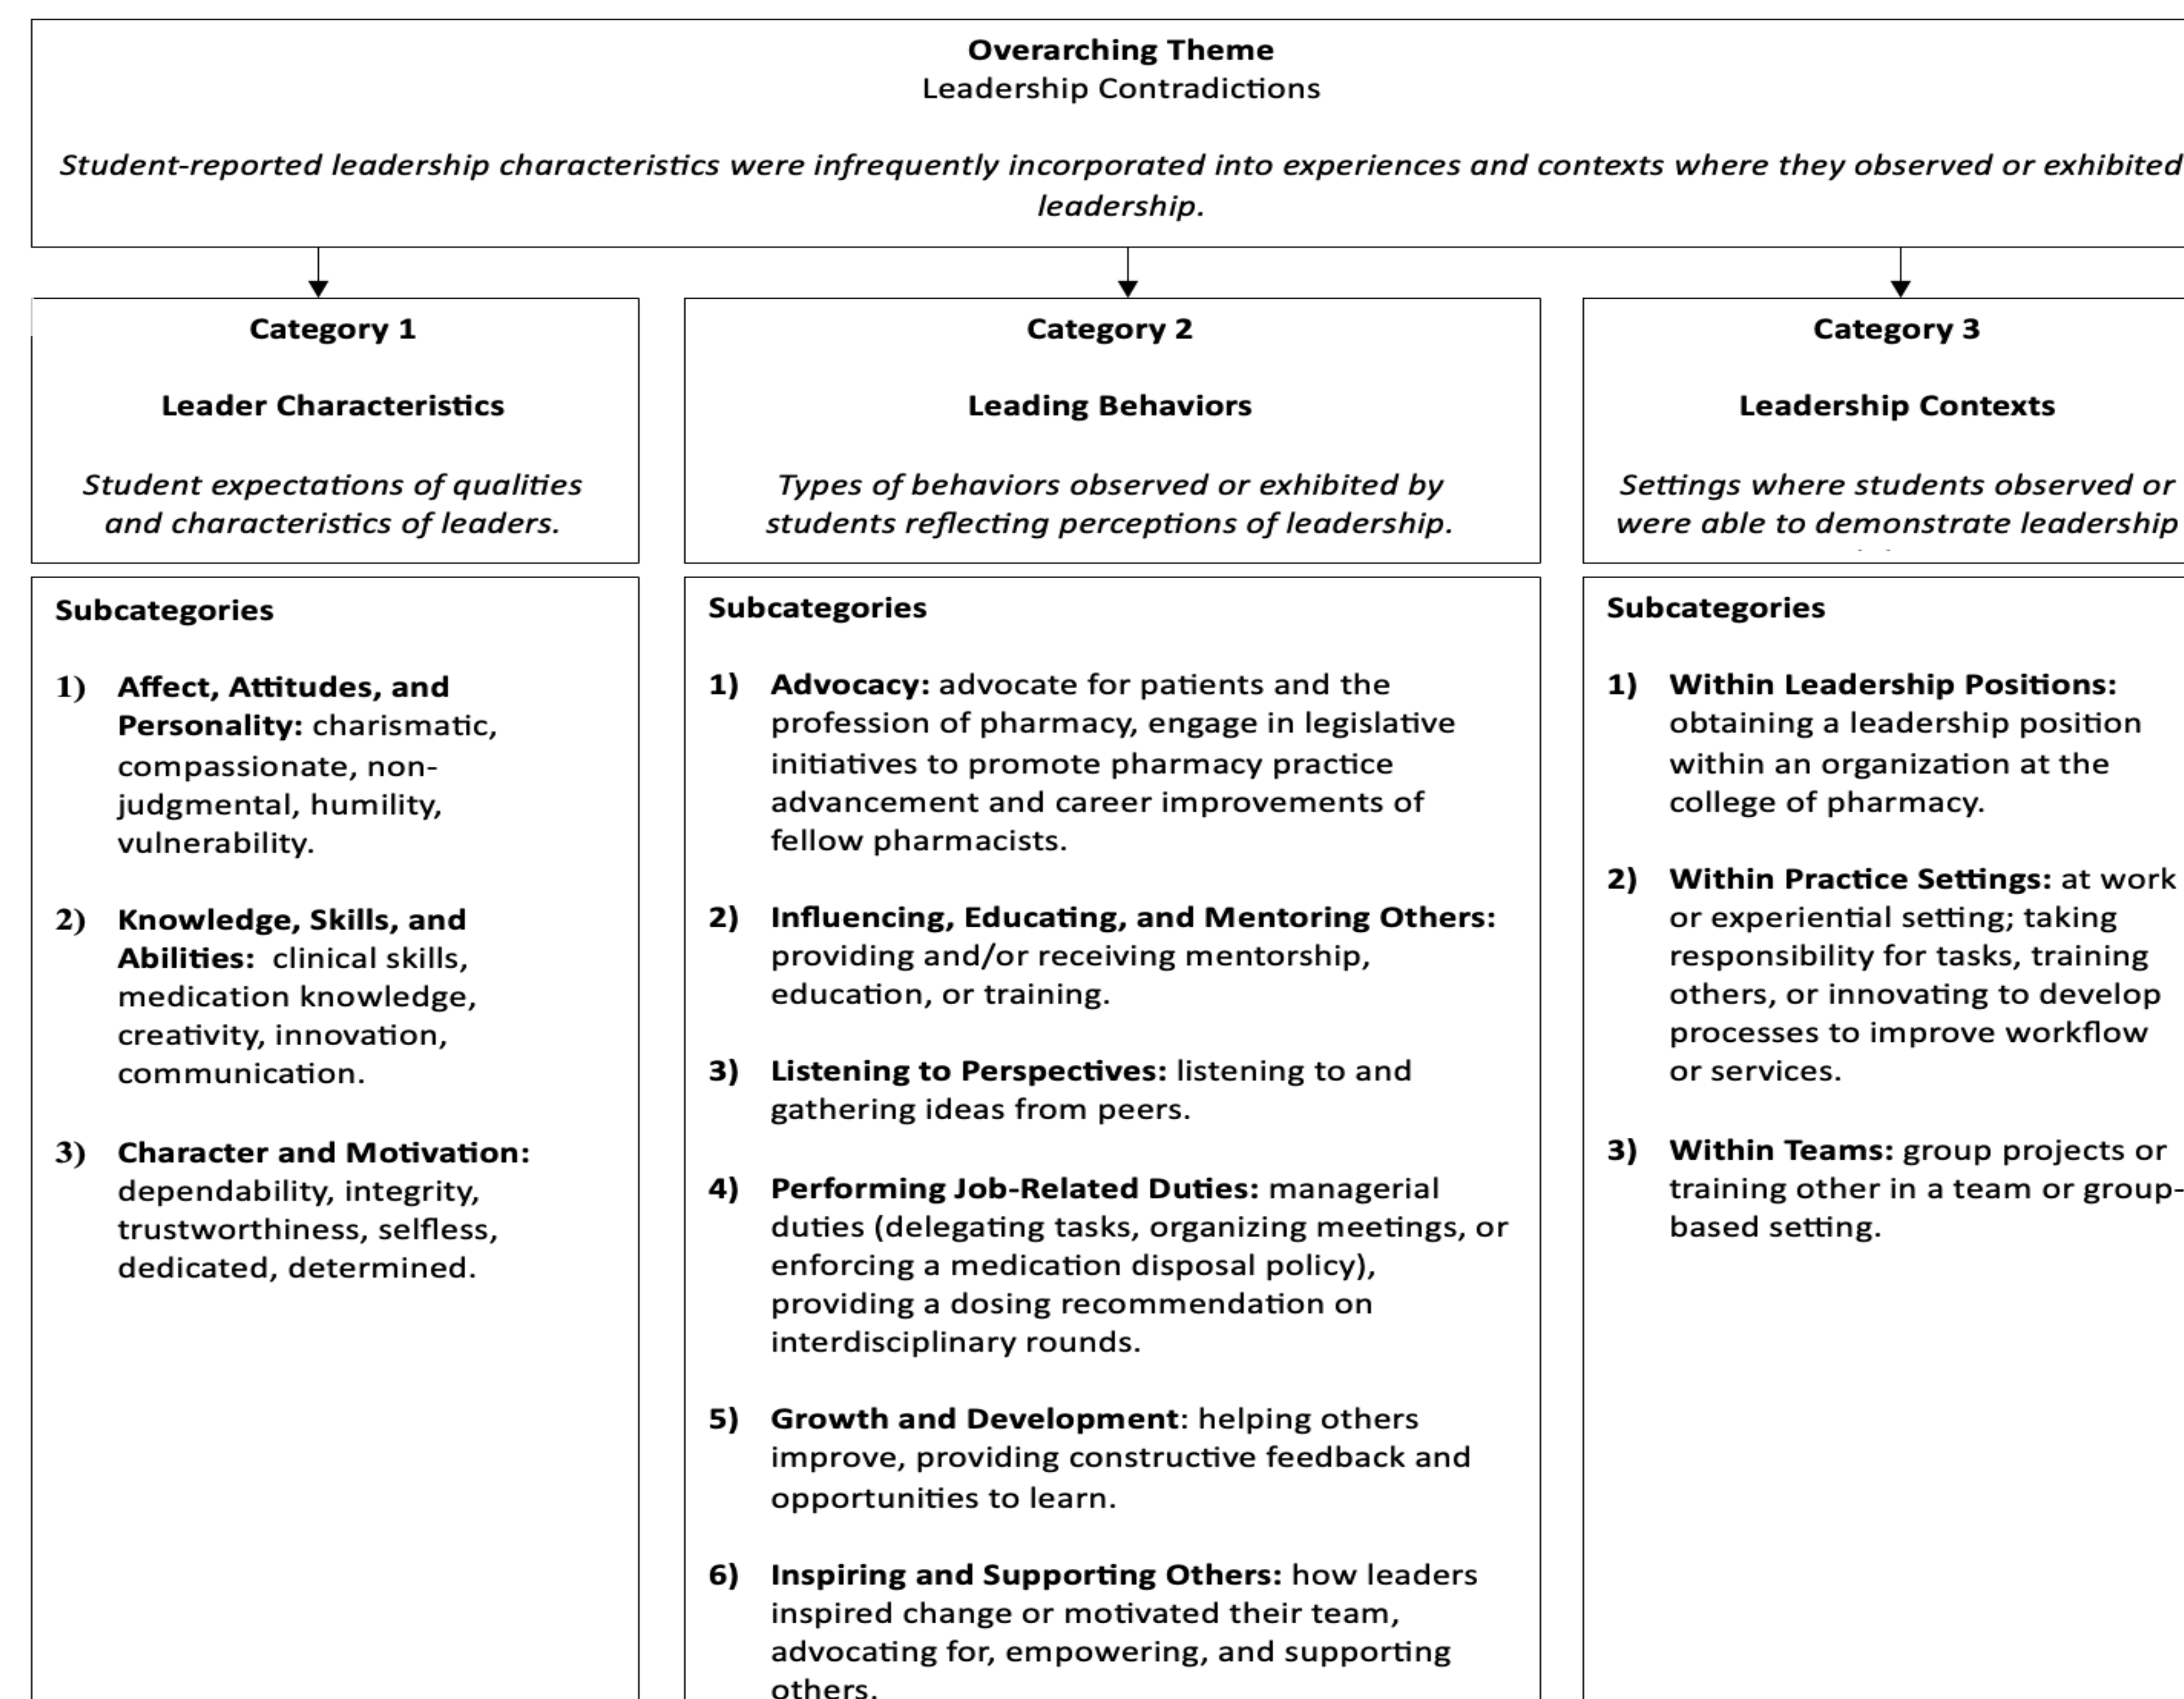 Overarching Theme
Leadership Contradictions
Student-reported leadership characteristics were infrequently incorporated into experiences and contexts where they observed or exhibited
leadership.
Category 1
Leader Characteristics
Student expectations of qualities
and characteristics of leaders.
Category 2
Leading Behaviors
Types of behaviors observed or exhibited by
students reflecting perceptions of leadership.
Category 3
Leadership Contexts
Settings where students observed or
were able to demonstrate leadership
Subcategories
1) Affect, Attitudes, and
Personality: charismatic,
compassionate, non-
judgmental, humility,
vulnerability.
2) Knowledge, Skills, and
Abilities: clinical skills,
medication knowledge,
creativity, innovation,
communication.
3) Character and Motivation:
dependability, integrity,
trustworthiness, selfless,
dedicated, determined.
Subcategories
1) Advocacy: advocate for patients and the
profession of pharmacy, engage in legislative
initiatives to promote pharmacy practice
advancement and career improvements of
fellow pharmacists.
2) Influencing, Educating, and Mentoring Others:
providing and/or receiving mentorship,
education, or training.
3) Listening to Perspectives: listening to and
gathering ideas from peers.
4) Performing Job-Related Duties: managerial
duties (delegating tasks, organizing meetings, or
enforcing a medication disposal policy),
providing a dosing recommendation on
interdisciplinary rounds.
5) Growth and Development: helping others
improve, providing constructive feedback and
opportunities to learn.
6) Inspiring and Supporting Others: how leaders
inspired change or motivated their team,
advocating for, empowering, and supporting
others.
Subcategories
1) Within Leadership Positions:
obtaining a leadership position
within an organization at the
college of pharmacy.
2) Within Practice Settings: at work
or experiential setting; taking
responsibility for tasks, training
others, or innovating to develop
processes to improve workflow
or services.
3) Within Teams: group projects or
training other in a team or group-
based setting.